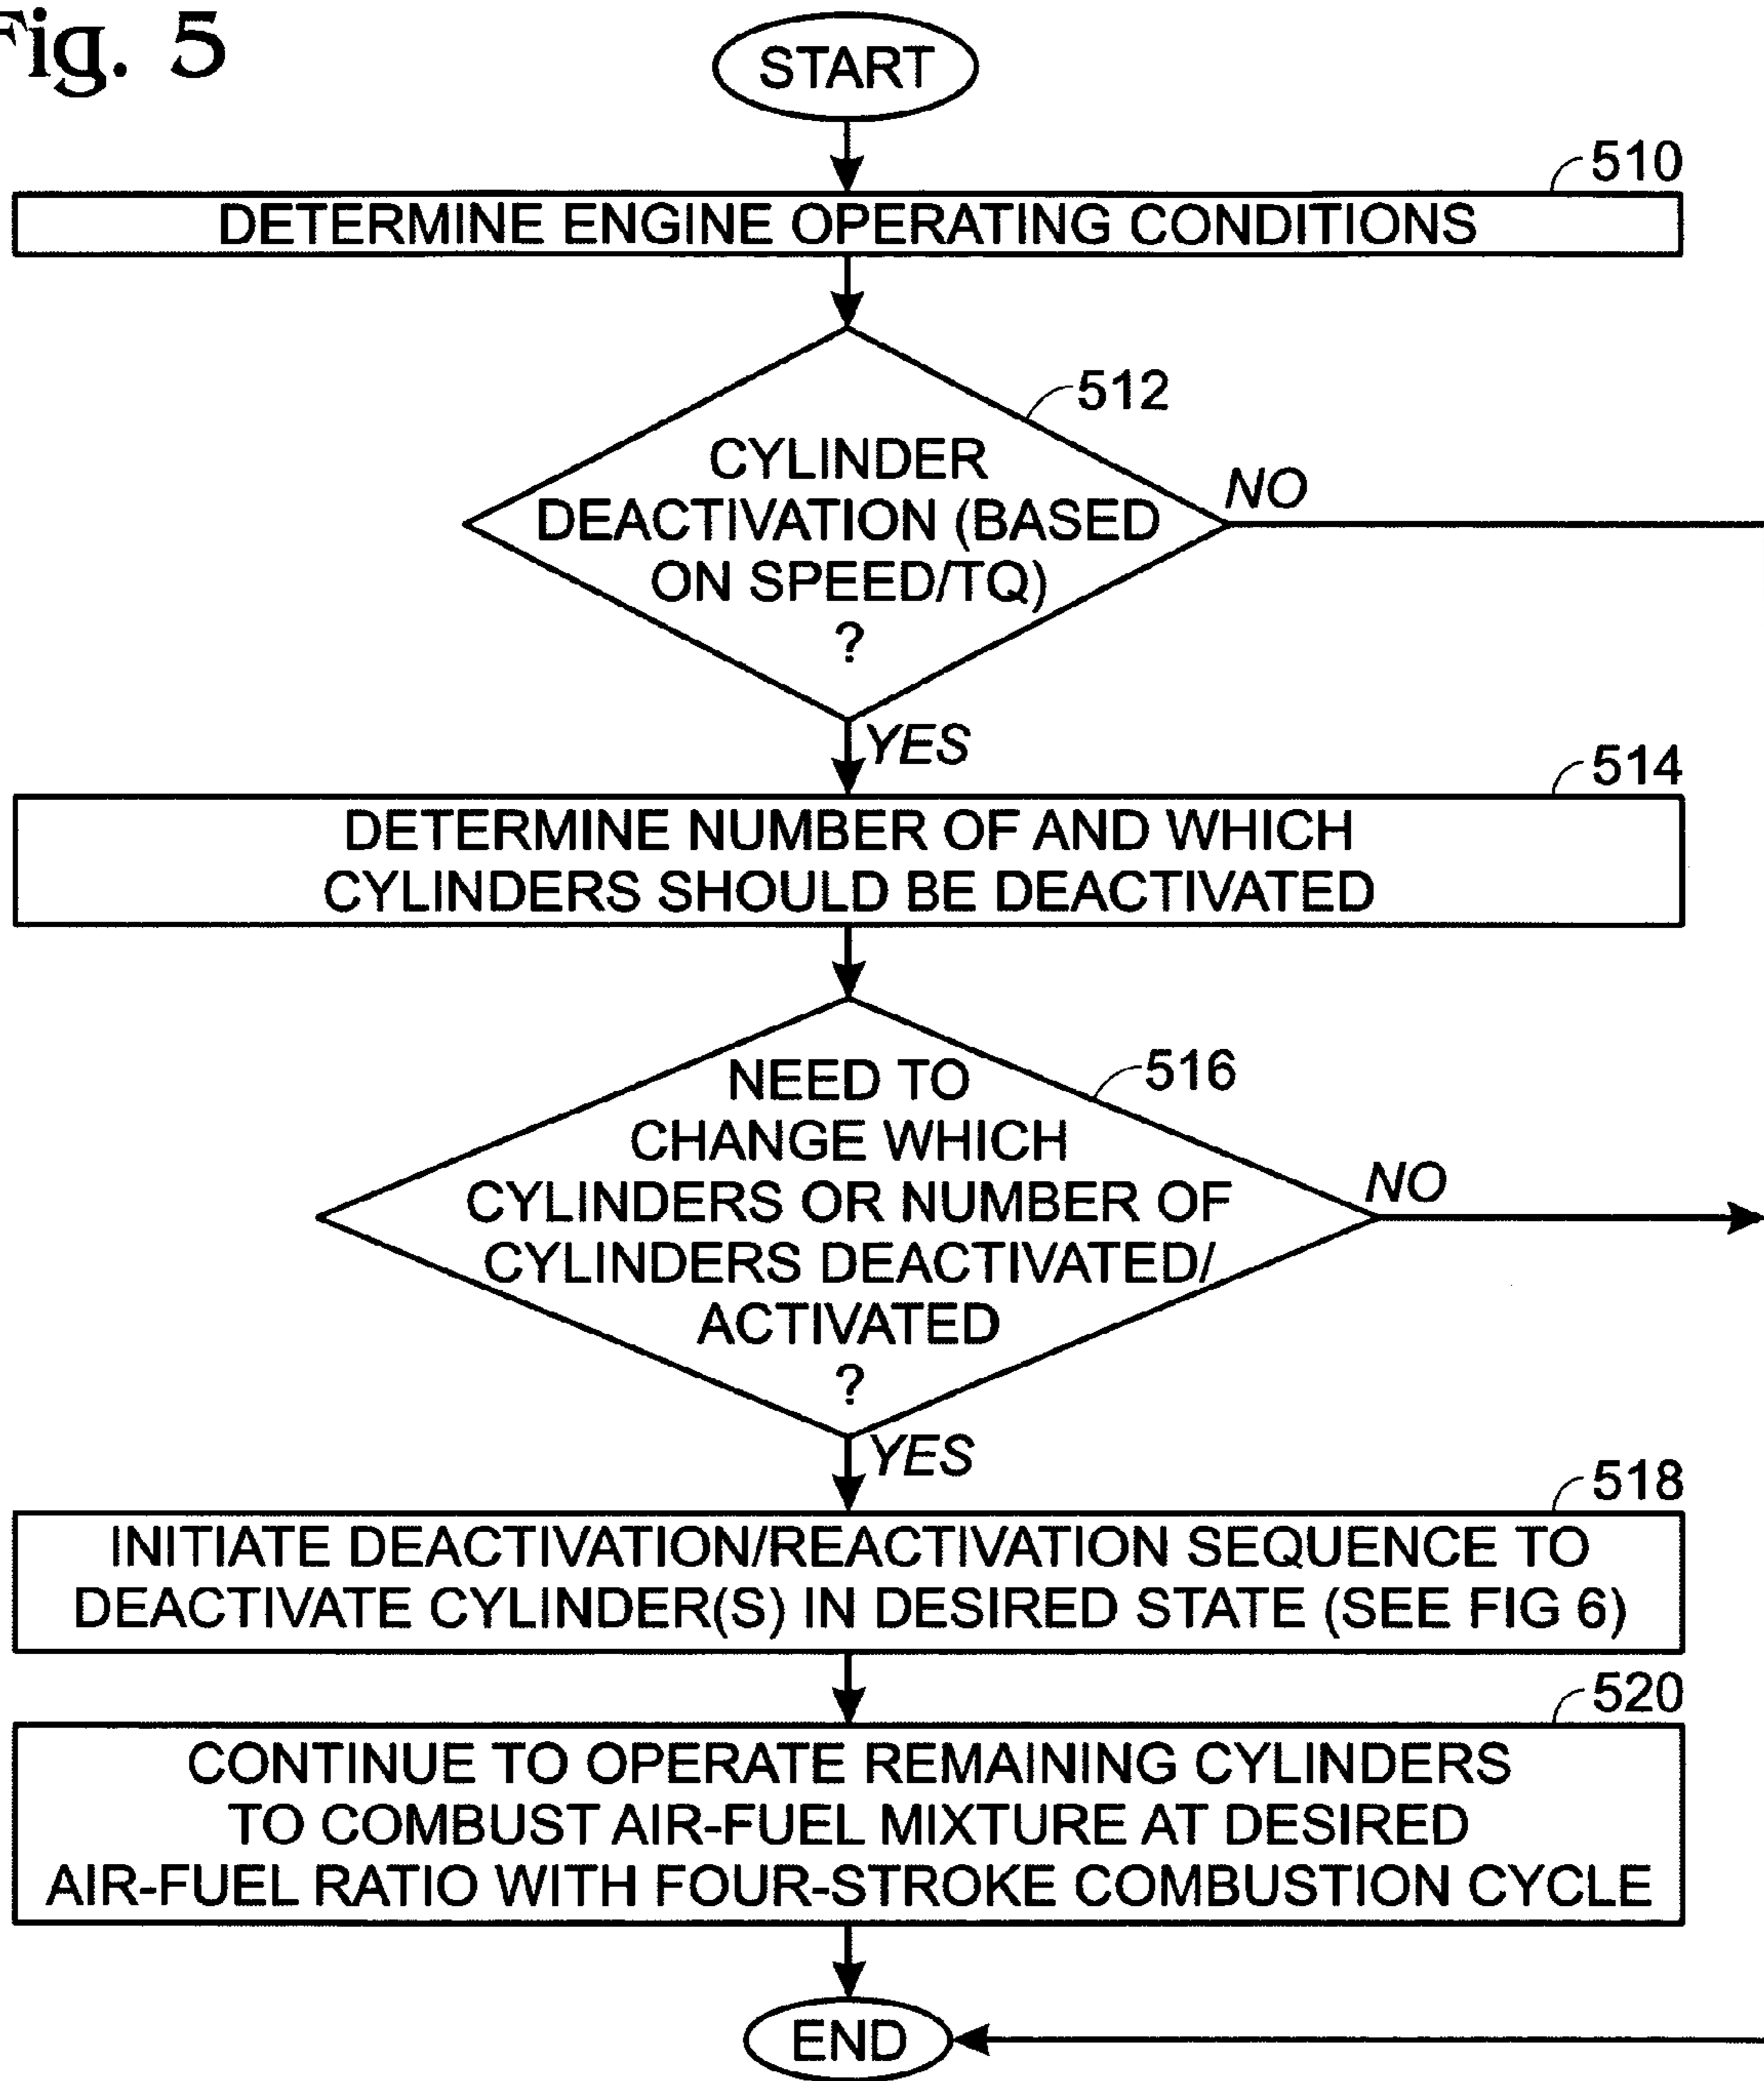 Fig. 5
START
510
DETERMINE ENGINE OPERATING CONDITIONS
512
CYLINDER
DEACTIVATION (BASED
ON SPEED/TQ)
?
NO
YES
514
DETERMINE NUMBER OF AND WHICH
CYLINDERS SHOULD BE DEACTIVATED
516
NEED TO
CHANGE WHICH
CYLINDERS OR NUMBER OF
CYLINDERS DEACTIVATED/
ACTIVATED
?
NO
YES
518
INITIATE DEACTIVATION/REACTIVATION SEQUENCE TO
DEACTIVATE CYLINDER(S) IN DESIRED STATE (SEE FIG 6)
520
CONTINUE TO OPERATE REMAINING CYLINDERS
TO COMBUST AIR-FUEL MIXTURE AT DESIRED
AIR-FUEL RATIO WITH FOUR-STROKE COMBUSTION CYCLE
END